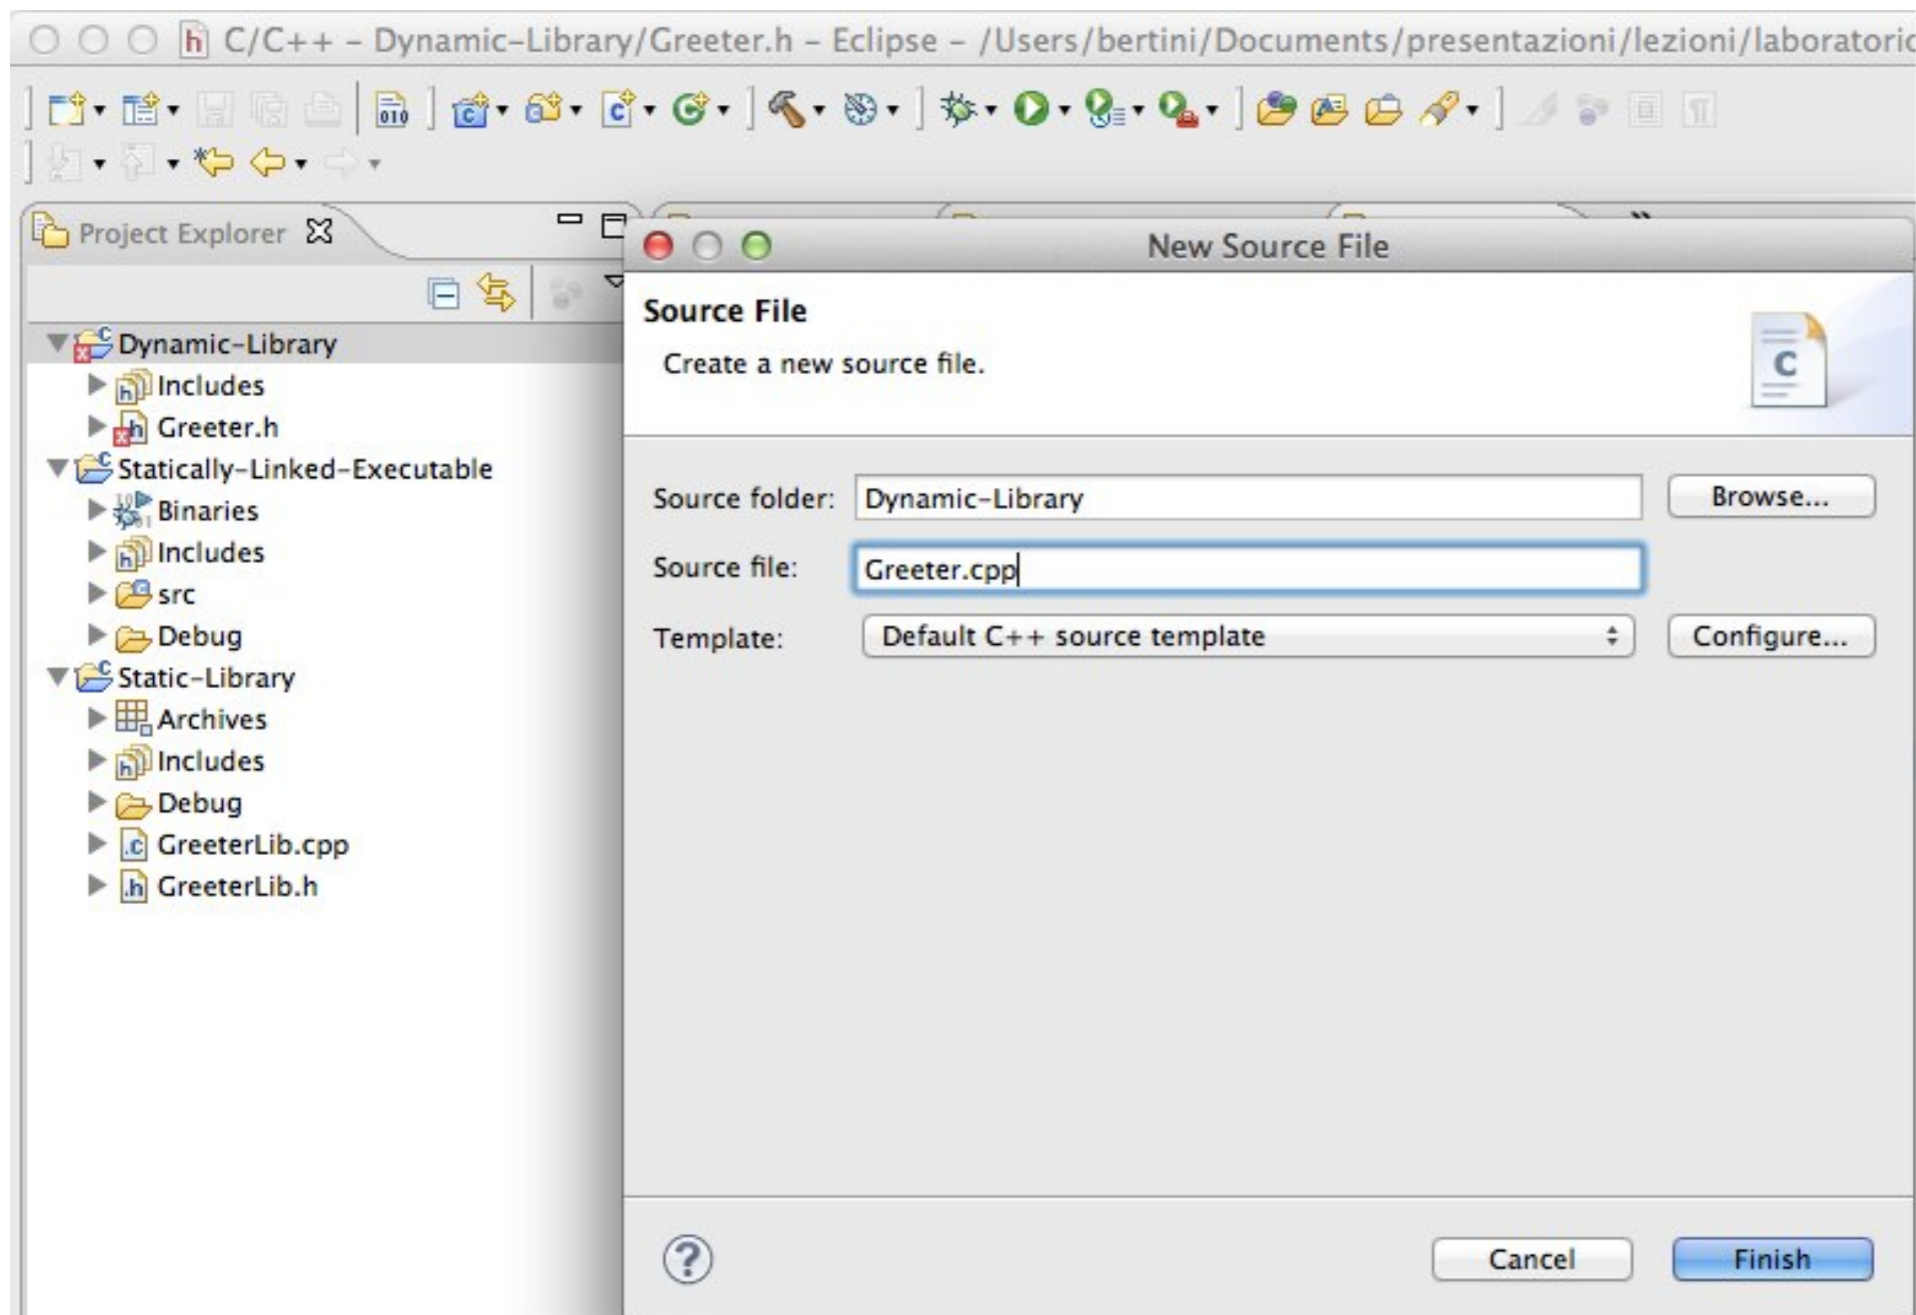 C/C++ – Dynamic-Library/Greeter.h – Eclipse – /Users/bertini/Documents/presentazioni/lezioni/laboratorio
010
Project Explorer
Dynamic-Library
Includes
Greeter.h
Statically-Linked-Executable
Binaries
Includes
src
Debug
Static-Library
Archives
Includes
Debug
GreeterLib.cpp
GreeterLib.h
New Source File
Source File
Create a new source file.
Source folder: Dynamic-Library Browse...
Source file: Greeter.cpp
Template: Default C++ source template Configure...
Cancel Finish